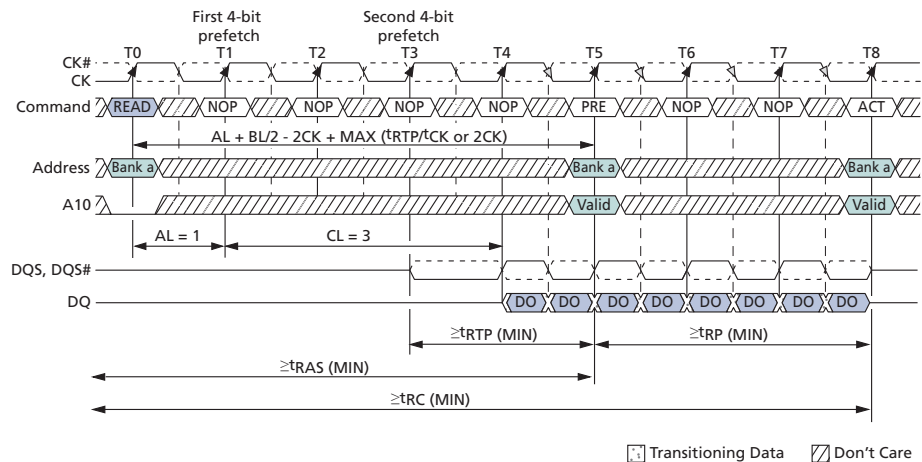 First 4-bit prefetch
Second 4-bit prefetch
T0 T1 T2 T3 T4 T5 T6 T7 T8
CK#
CK
Command READ NOP NOP NOP NOP PRE NOP NOP ACT
AL + BL/2 - 2CK + MAX (tRTP/tCK or 2CK)
Address Bank a Bank a Bank a
A10 Valid Valid
AL = 1 CL = 3
DQS, DQS#
DQ DO DO DO DO DO DO DO DO
≥tRTP (MIN) ≥tRP (MIN)
≥tRAS (MIN)
≥tRC (MIN)
Transitioning Data Don't Care